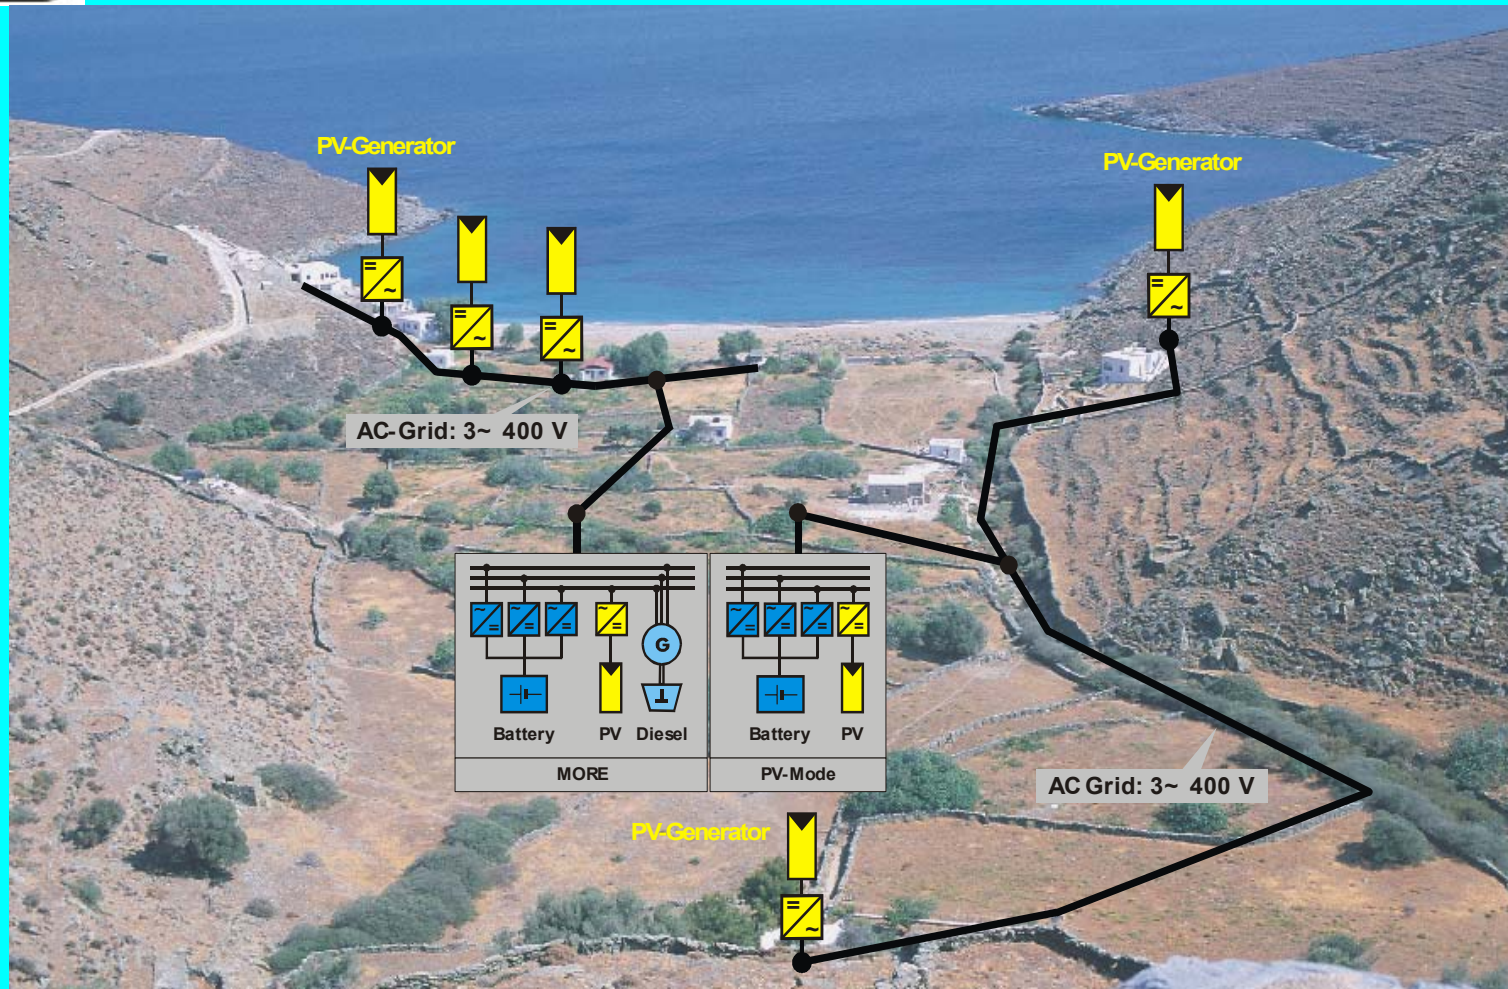 PV-Generator
PV-Generator
AC-Grid: 3~ 400 V
G
Battery PV Diesel
Battery PV
MORE
PV-Mode
AC Grid: 3~ 400 V
PV-Generator